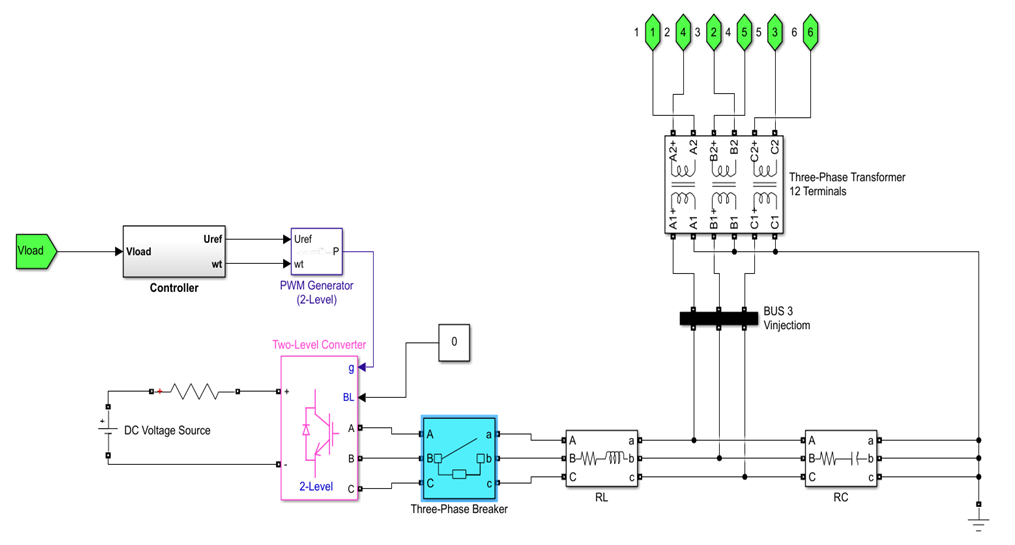 1 1 2 4 3 2 4 5 5 3 6 6
A2+ A2 B2+ B2 C2+ C2
Three-Phase Transformer
12 Terminals
A1+ A1 B1+ B1 C1+ C1
Vload
Vload
Uref
wt
Controller
Uref
P
wt
PWM Generator
(2-Level)
BUS 3
Vinjectiom
0
Two-Level Converter
g
BL
+
A
B
-
C
2-Level
+
+
DC Voltage Source
A a
B b
C c
Three-Phase Breaker
A a
B b
C c
RL
A a
B b
C c
RC